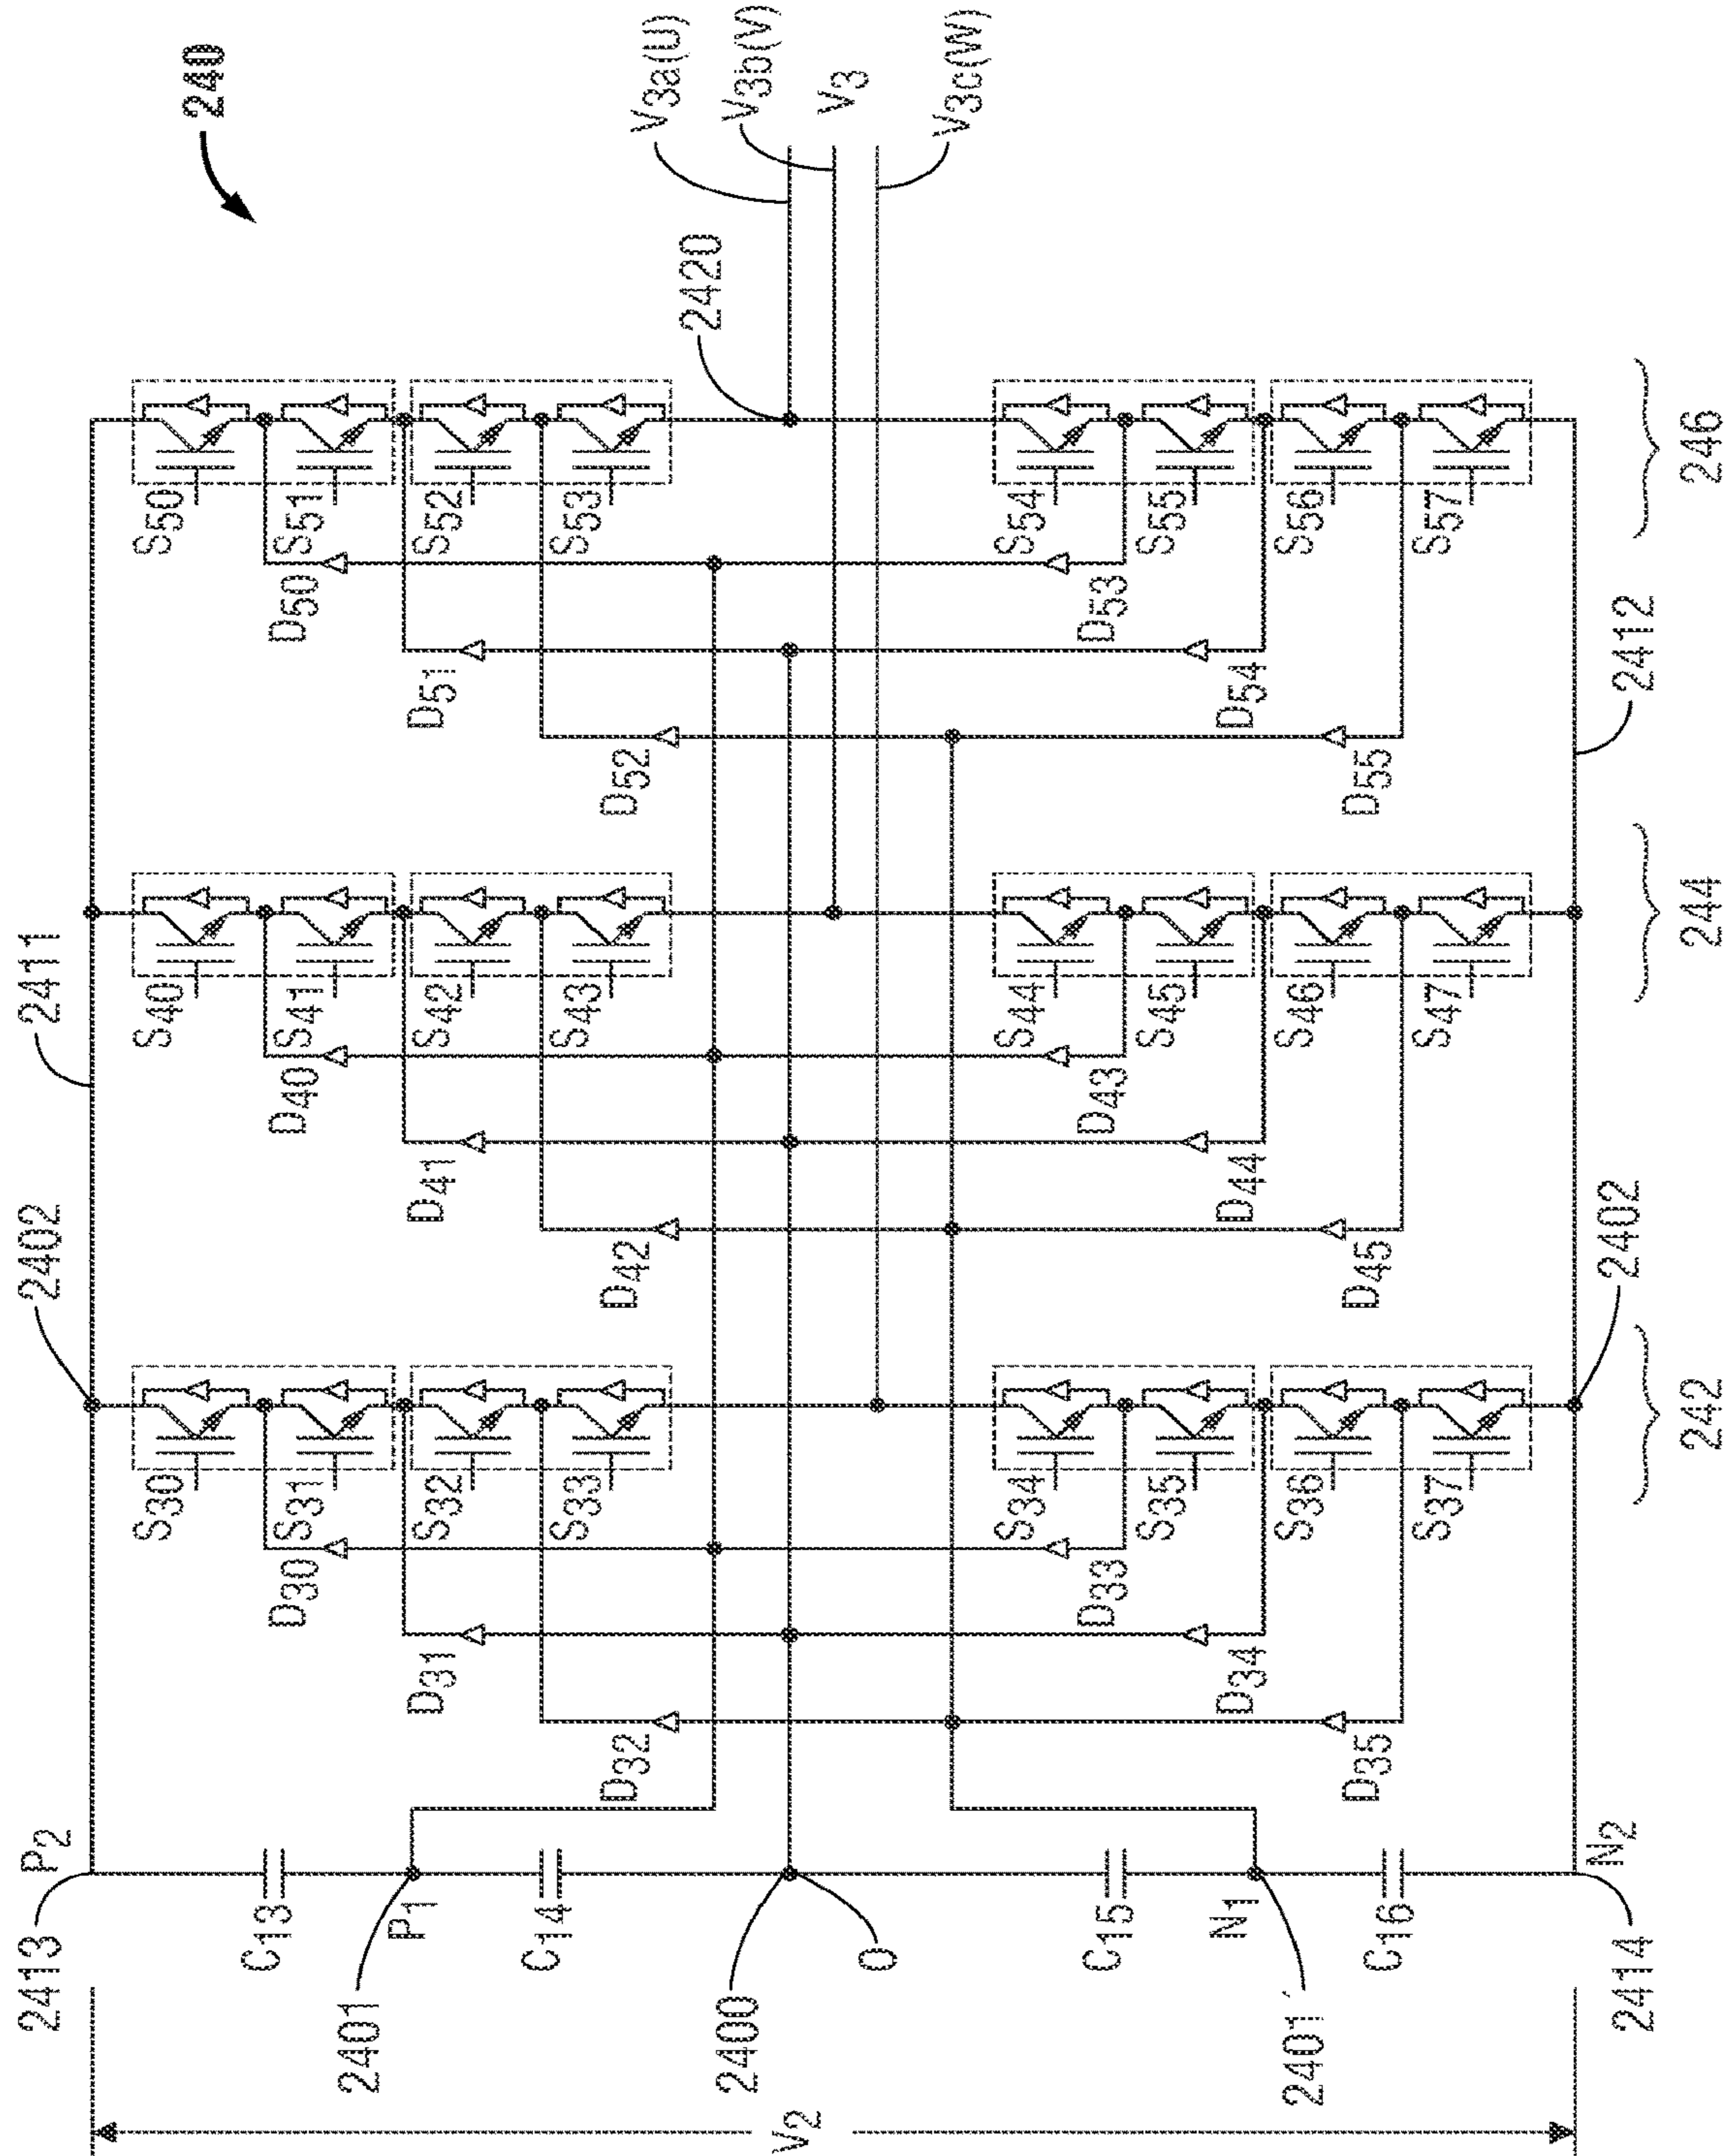 240
V3a(U)
V3b(V)
V3
V3c(W)
2420
2411
2402
2413
P2
S50
S51
S52
S53
S54
S55
S56
S57
D50
D51
D52
D53
D54
D55
246
2412
S40
S41
S42
S43
S44
S45
S46
S47
D40
D41
D42
D43
D44
D45
244
S30
S31
S32
S33
S34
S35
S36
S37
D30
D31
D32
D33
D34
D35
242
2402
C13
P1
C14
O
C15
N1
C16
N2
2401
2400
2401'
2414
V2